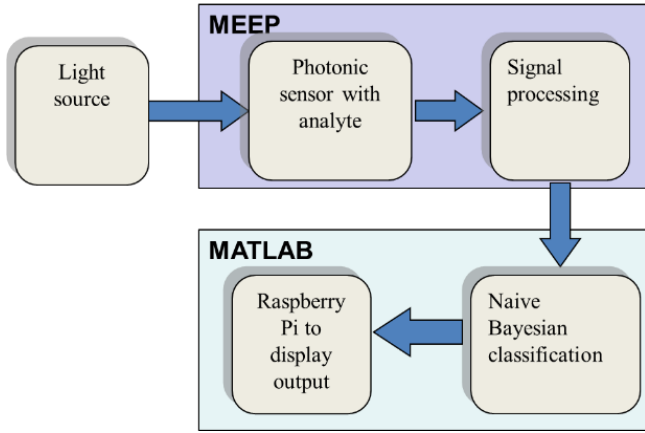 MEEP
Light
source
Photonic
sensor with
analyte
Signal
processing
MATLAB
Raspberry
Pi to
display
output
Naive
Bayesian
classification